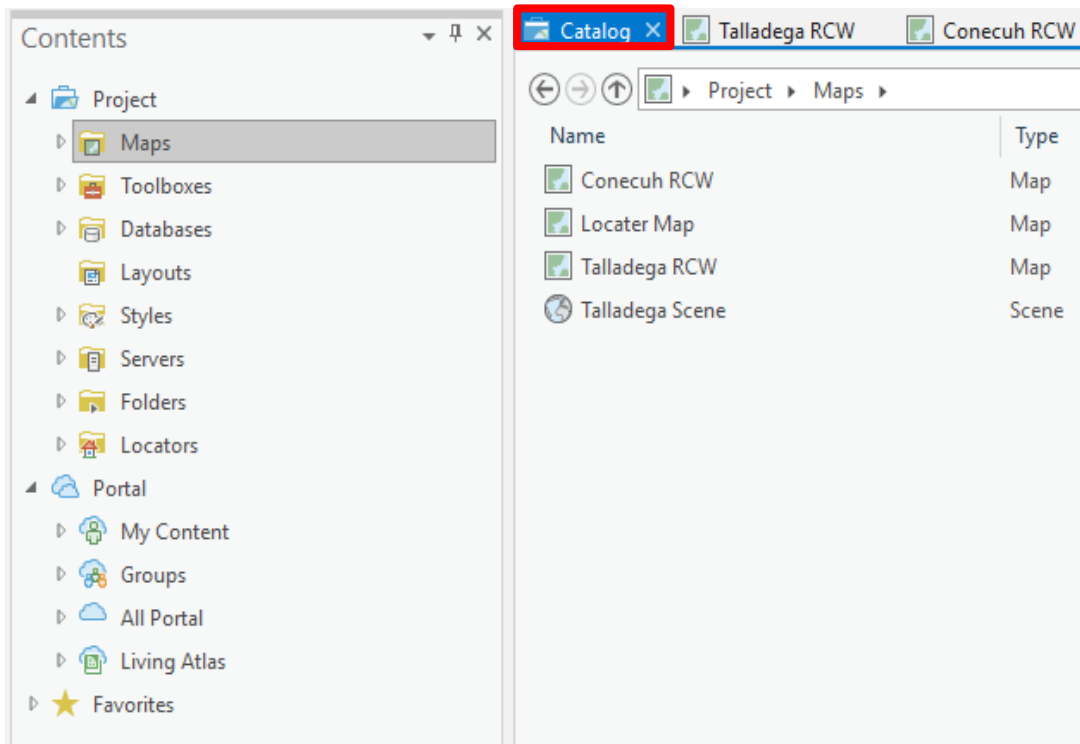 Contents
Project
Maps
Toolboxes
Databases
Layouts
Styles
Servers
Folders
Locators
Portal
My Content
Groups
All Portal
Living Atlas
Favorites
Catalog Talladega RCW Conecuh RCW
Project Maps
Name Type
Conecuh RCW Map
Locater Map Map
Talladega RCW Map
Talladega Scene Scene